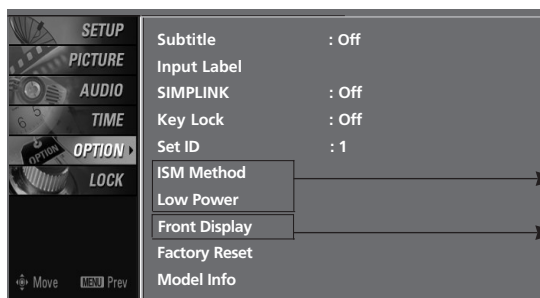 SETUP
PICTURE
AUDIO
TIME
OPTION
LOCK
Move MENU Prev
Subtitle : Off
Input Label
SIMPLINK : Off
Key Lock : Off
Set ID : 1
ISM Method
Low Power
Front Display
Factory Reset
Model Info